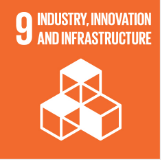 9 INDUSTRY, INNOVATION
AND INFRASTRUCTURE